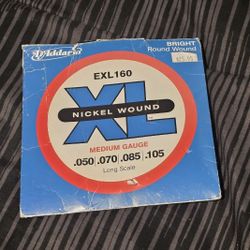 D'Addario
BRIGHT
Round Wound
EXL160
XL
NICKEL WOUND
MEDIUM GAUGE
.050 .070 .085 .105
Long Scale